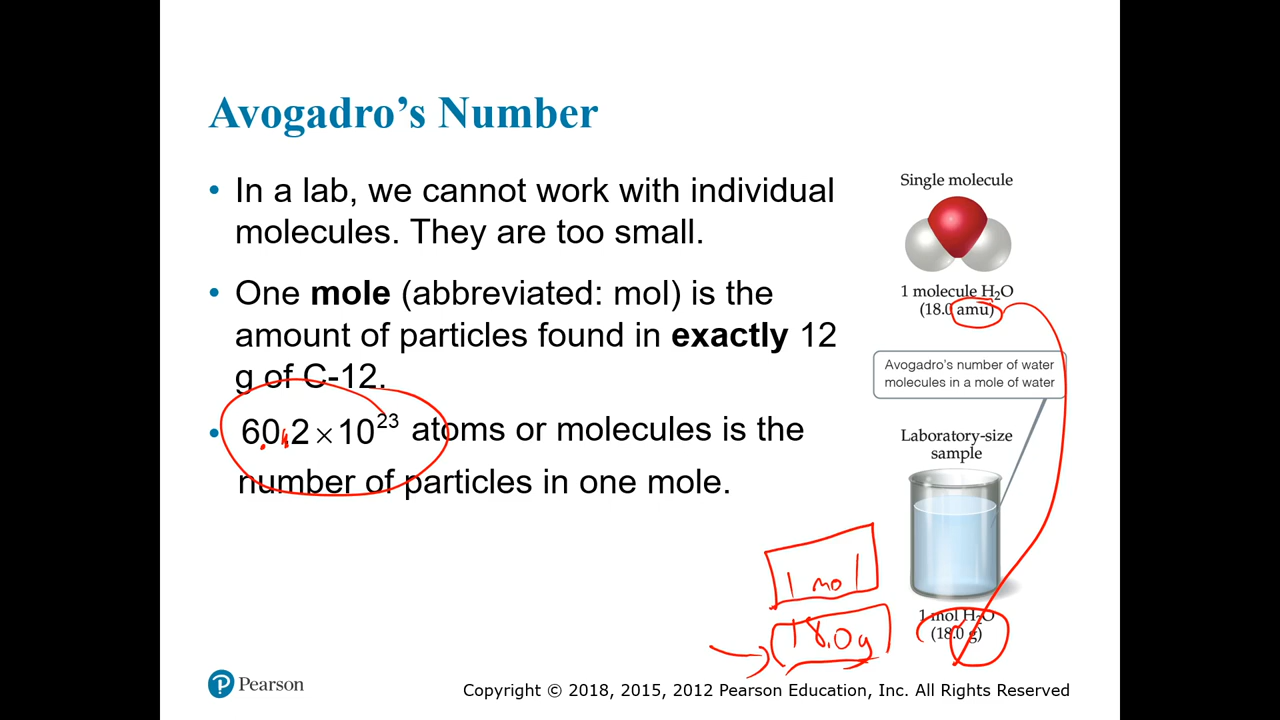 Avogadro's Number
• In a lab, we cannot work with individual
molecules. They are too small.
• One mole (abbreviated: mol) is the
amount of particles found in exactly 12
g of C-12.
• 60.2 × 10²³ atoms or molecules is the
number of particles in one mole.
Single molecule
1 molecule H₂O
(18.0 amu)
Avogadro's number of water
molecules in a mole of water
Laboratory-size
sample
1 mol H₂O
(18.0 g)
1 mol
18.0g
Pearson
Copyright © 2018, 2015, 2012 Pearson Education, Inc. All Rights Reserved